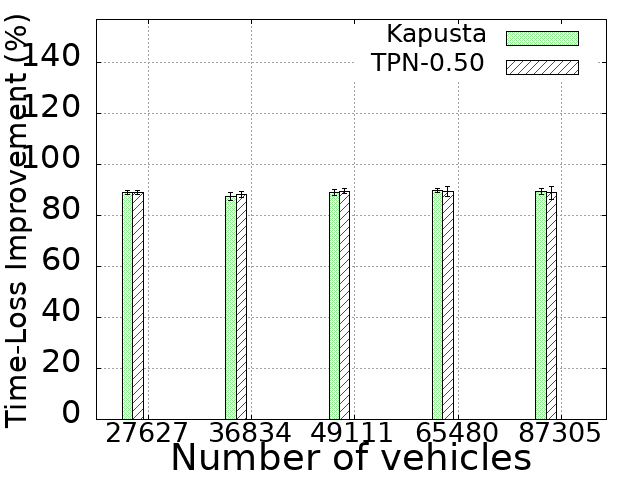 Time-Loss Improvement (%)
140
120
100
80
60
40
20
0
Kapusta
TPN-0.50
27627 36834 49111 65480 87305
Number of vehicles